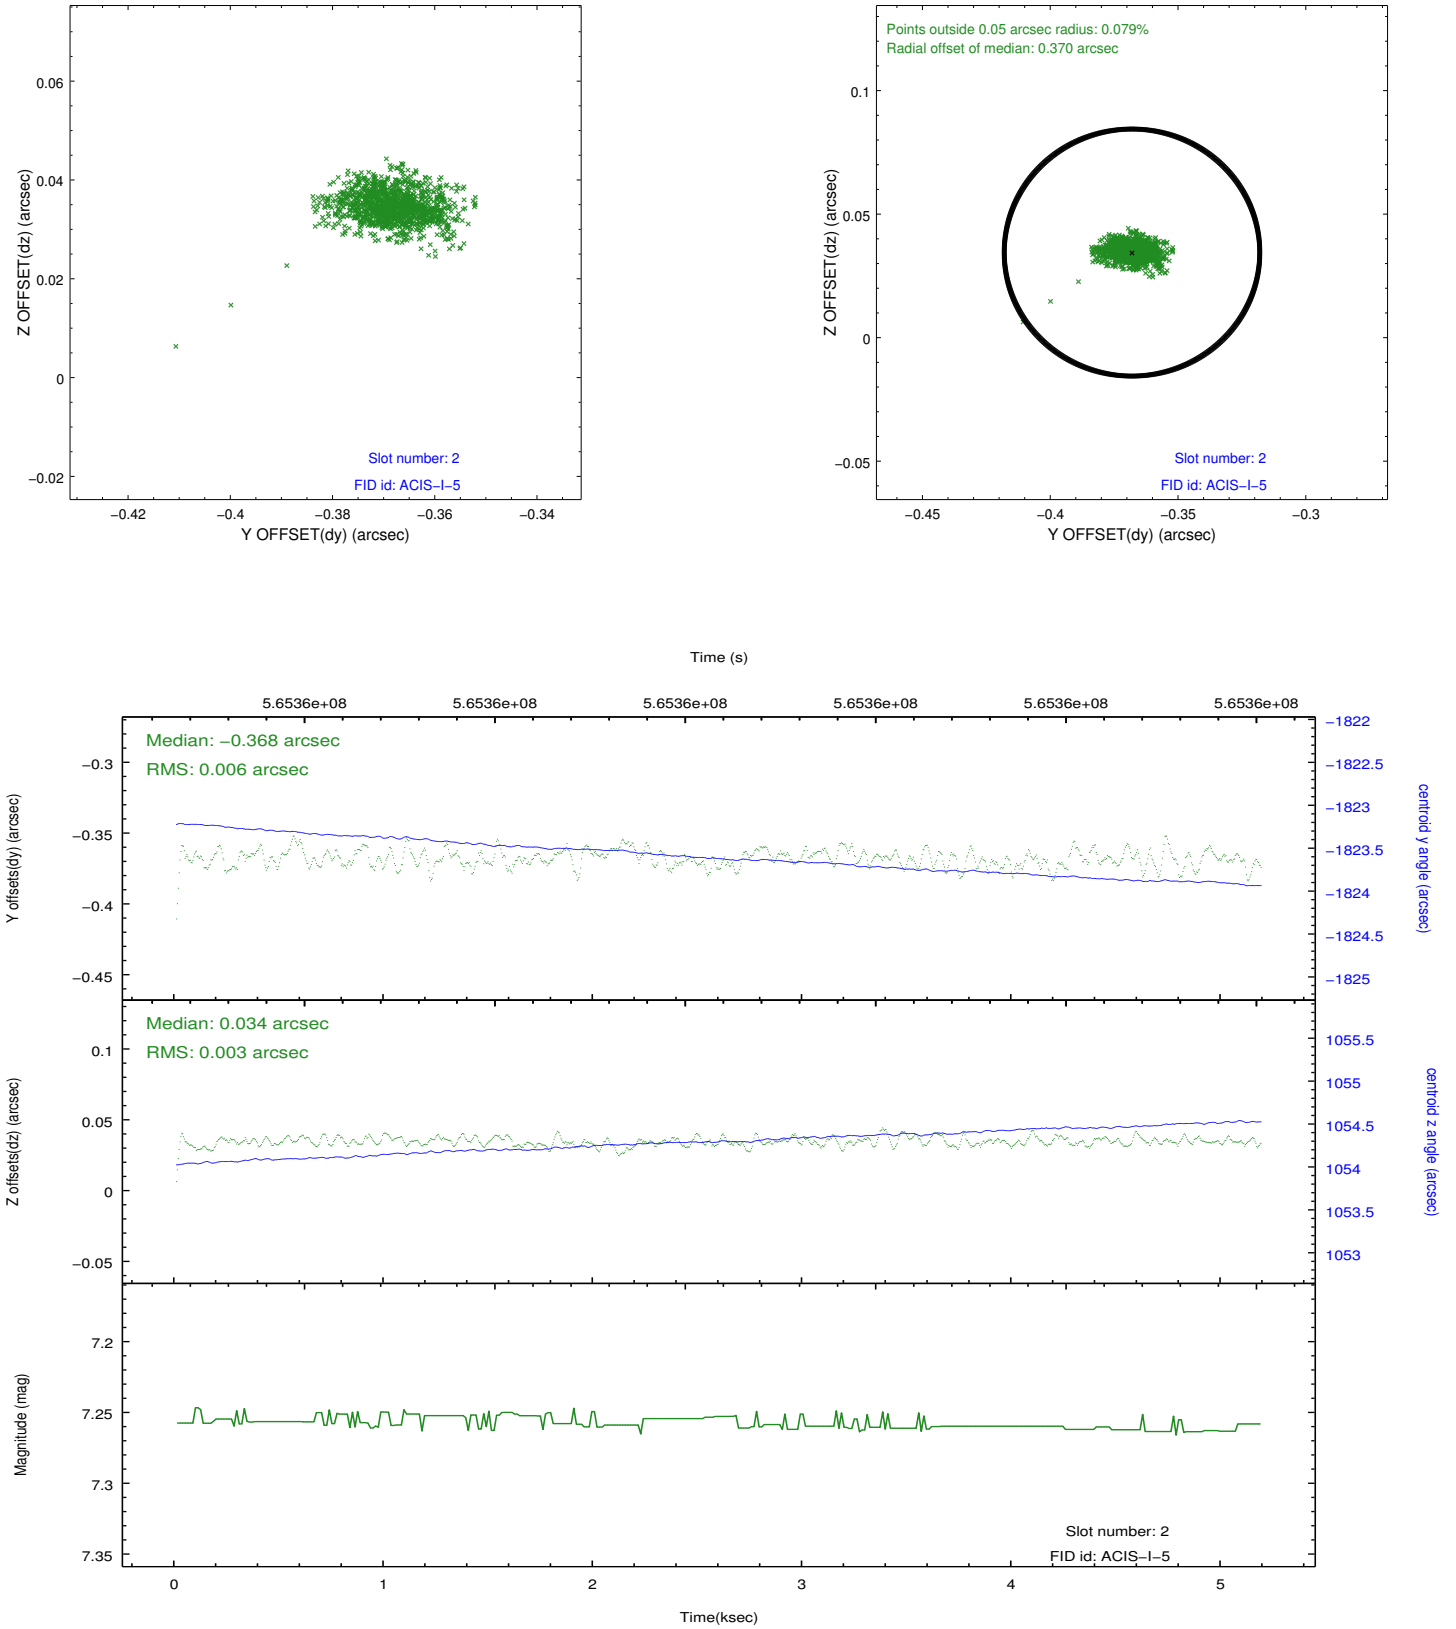 0.06
0.04
0.02
0
−0.02
Z OFFSET(dz) (arcsec)
Slot number: 2
FID id: ACIS−I−5
−0.42
−0.4
−0.38
−0.36
−0.34
Y OFFSET(dy) (arcsec)
Points outside 0.05 arcsec radius: 0.079%
Radial offset of median: 0.370 arcsec
0.1
0.05
0
−0.05
Z OFFSET(dz) (arcsec)
Slot number: 2
FID id: ACIS−I−5
−0.45
−0.4
−0.35
−0.3
Y OFFSET(dy) (arcsec)
Time (s)
5.6536e+08
5.6536e+08
5.6536e+08
5.6536e+08
5.6536e+08
5.6536e+08
Median: −0.368 arcsec
RMS: 0.006 arcsec
−0.3
−0.35
−0.4
−0.45
Y offsets(dy) (arcsec)
−1822
−1822.5
−1823
−1823.5
−1824
−1824.5
−1825
centroid y angle (arcsec)
Median: 0.034 arcsec
RMS: 0.003 arcsec
0.1
0.05
0
−0.05
Z offsets(dz) (arcsec)
1055.5
1055
1054.5
1054
1053.5
1053
centroid z angle (arcsec)
7.2
7.25
7.3
7.35
Magnitude (mag)
Slot number: 2
FID id: ACIS−I−5
0
1
2
3
4
5
Time(ksec)